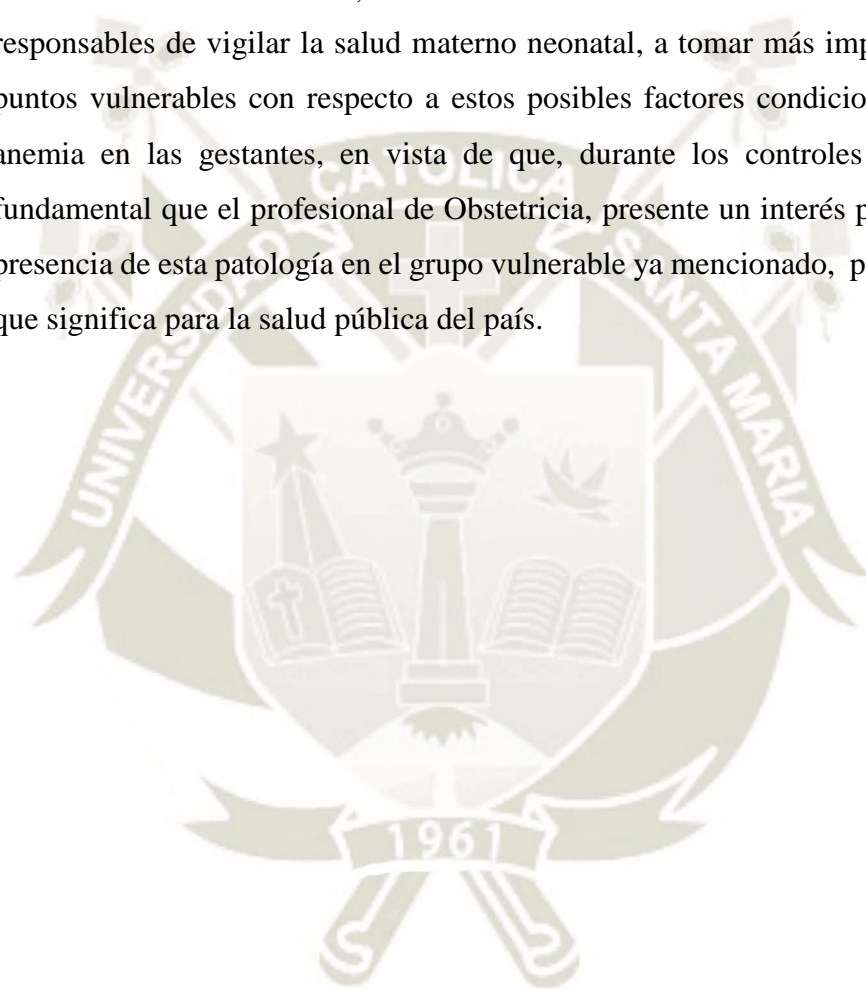 responsables de vigilar la salud materno neonatal, a tomar más
puntos vulnerables con respecto a estos posibles factores
anemia en las gestantes, en vista de que, durante los controles
fundamental que el profesional de Obstetricia, presente un interés
presencia de esta patología en el grupo vulnerable ya mencionado,
que significa para la salud pública del país.
UNIVERSIDAD CATOLICA SANTA MARIA
1961